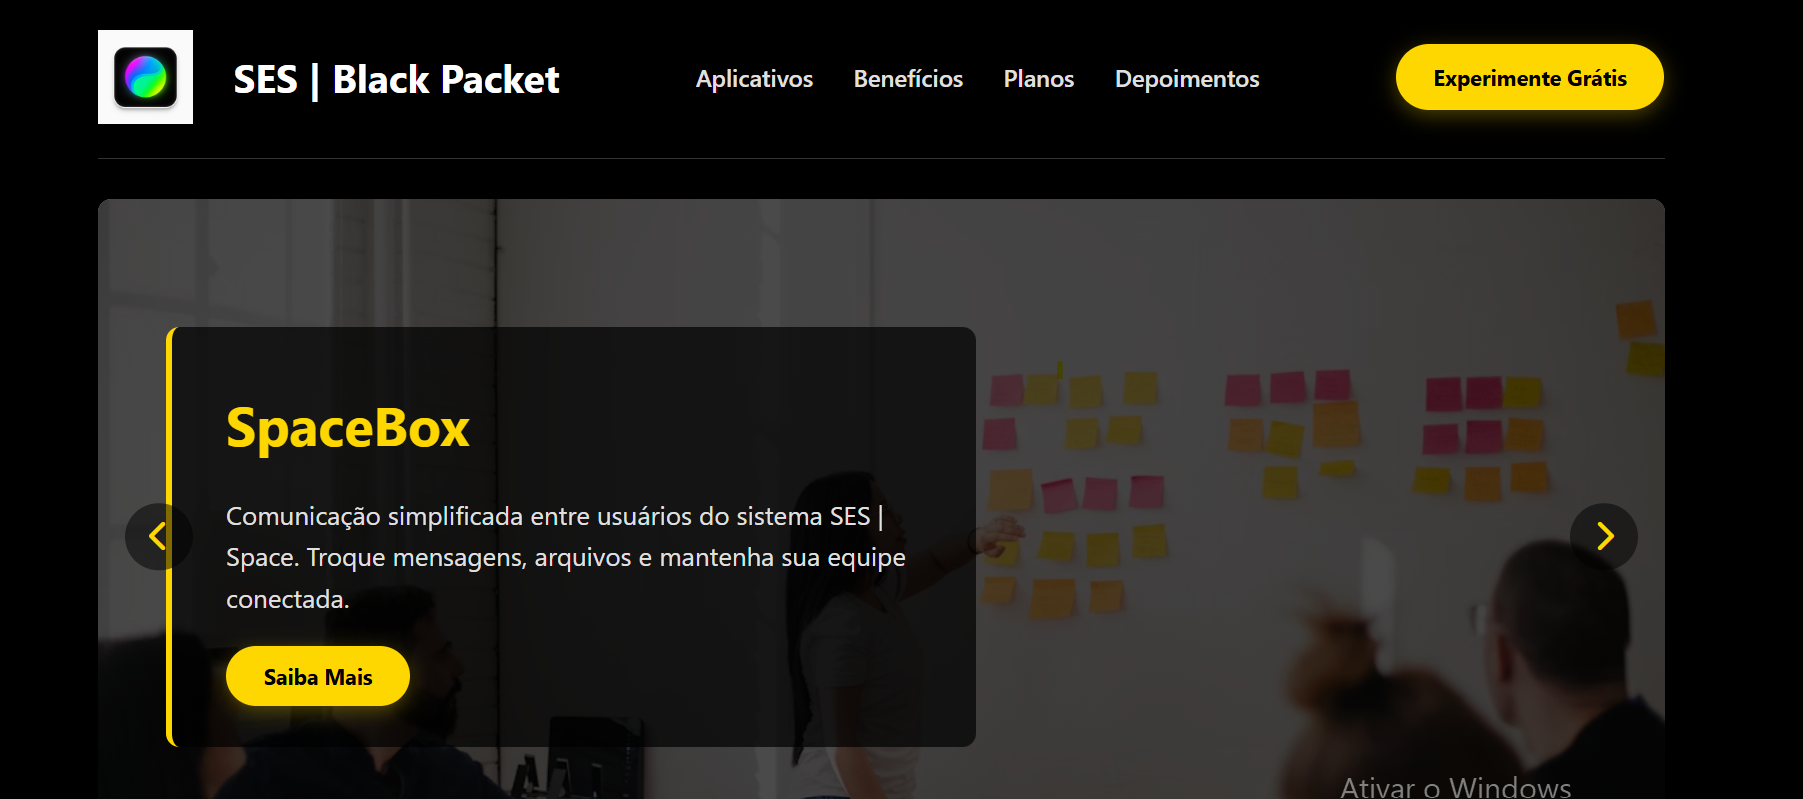 SES | Black Packet
Aplicativos
Benefícios
Planos
Depoimentos
Experimente Grátis
SpaceBox
Comunicação simplificada entre usuários do sistema SES |
Space. Troque mensagens, arquivos e mantenha sua equipe
conectada.
Saiba Mais
Ativar o Windows